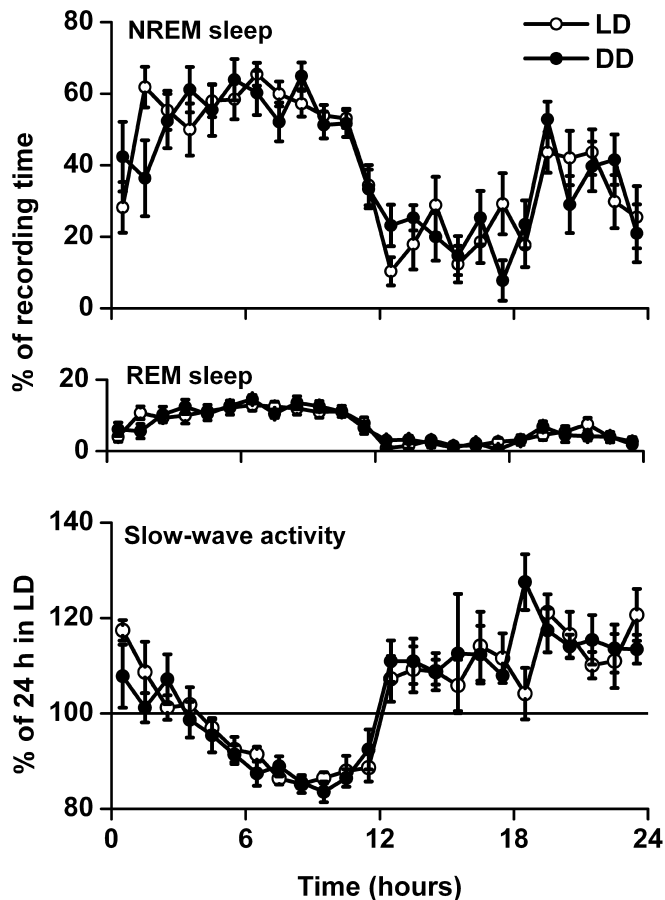 NREM sleep
LD
DD
80
60
40
20
0
% of recording time
REM sleep
20
0
Slow-wave activity
140
120
100
80
% of 24 h in LD
0 6 12 18 24
Time (hours)